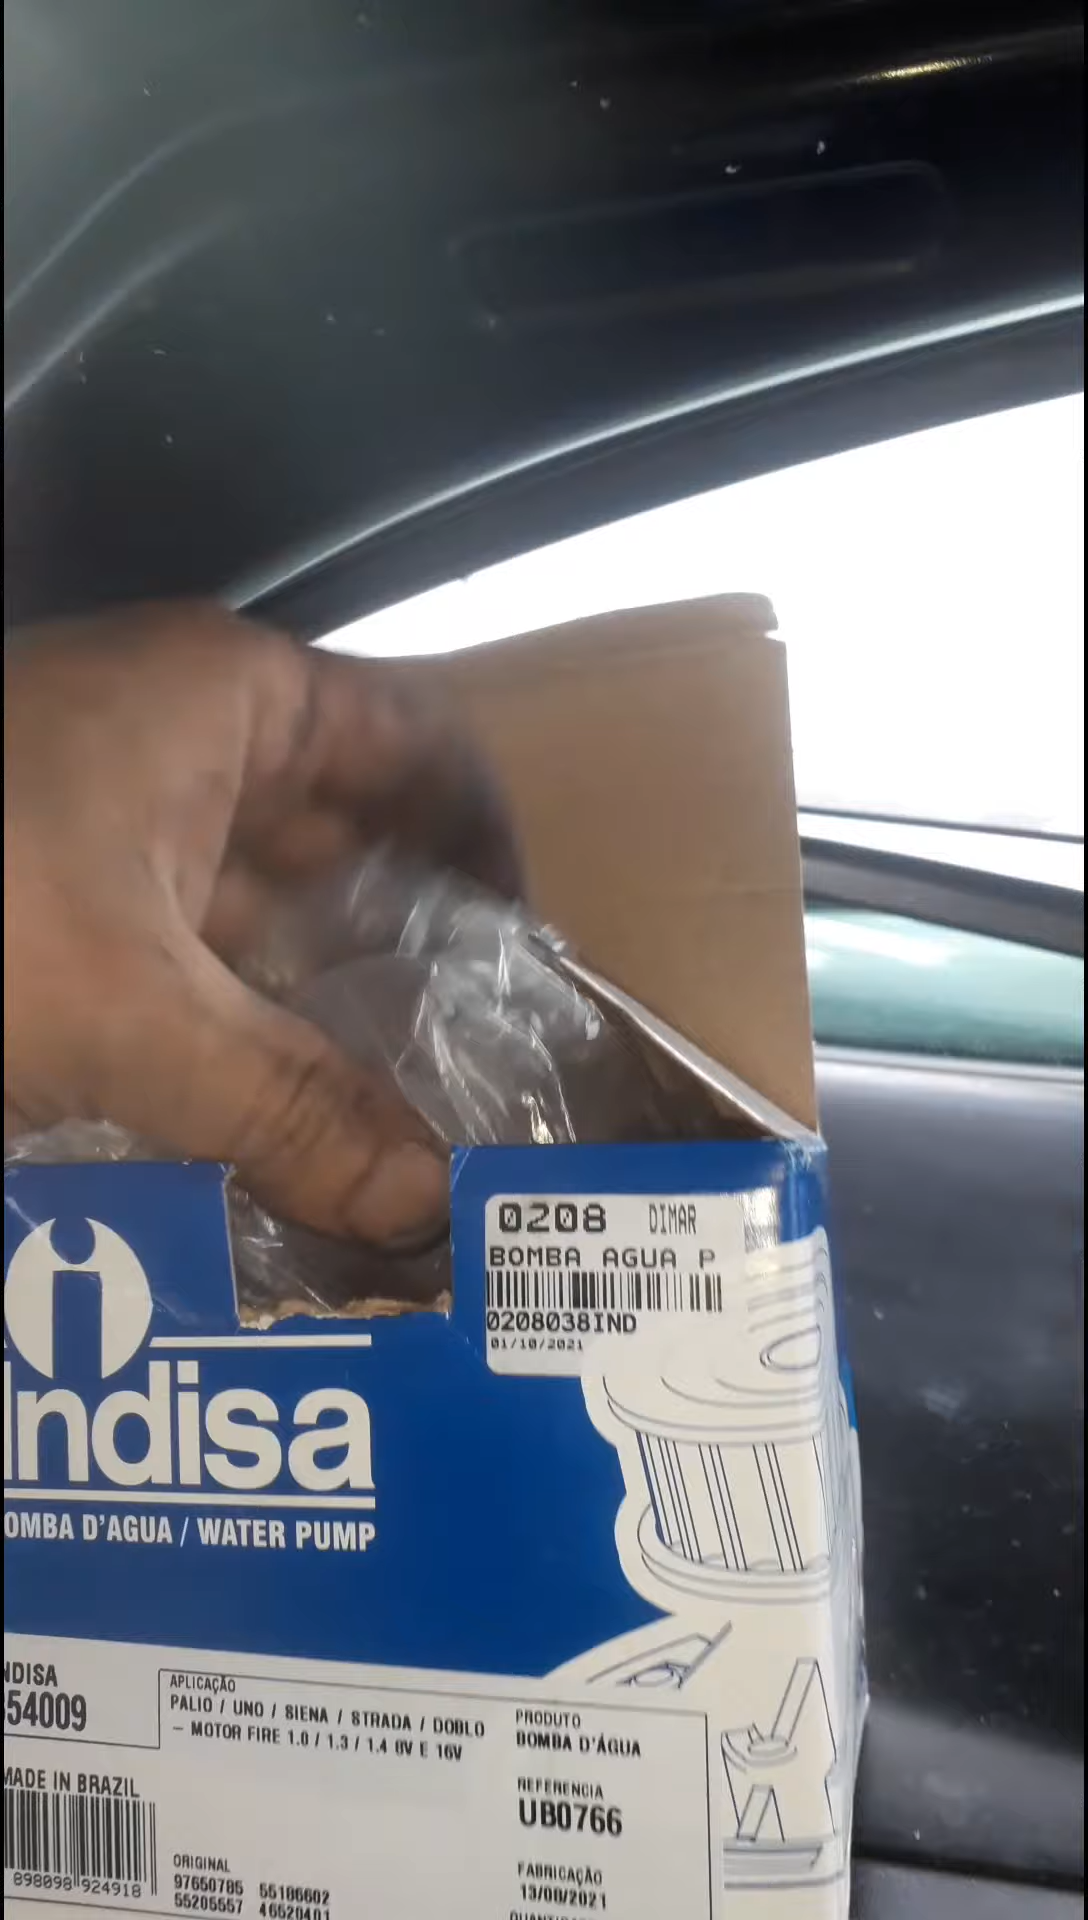 0208 DIMAR
BOMBA AGUA P
0208038IND
01/10/2021
indisa
OMBA D'AGUA / WATER PUMP
NDISA
54009
APLICAÇÃO
PALIO / UNO / SIENA / STRADA / DOBLO
– MOTOR FIRE 1.0 / 1.3 / 1.4 8V E 16V
PRODUTO
BOMBA D'ÁGUA
REFERENCIA
UB0766
MADE IN BRAZIL
898098 924918
ORIGINAL
97650785 55186602
55205557 46520401
FABRICAÇÃO
13/08/2021